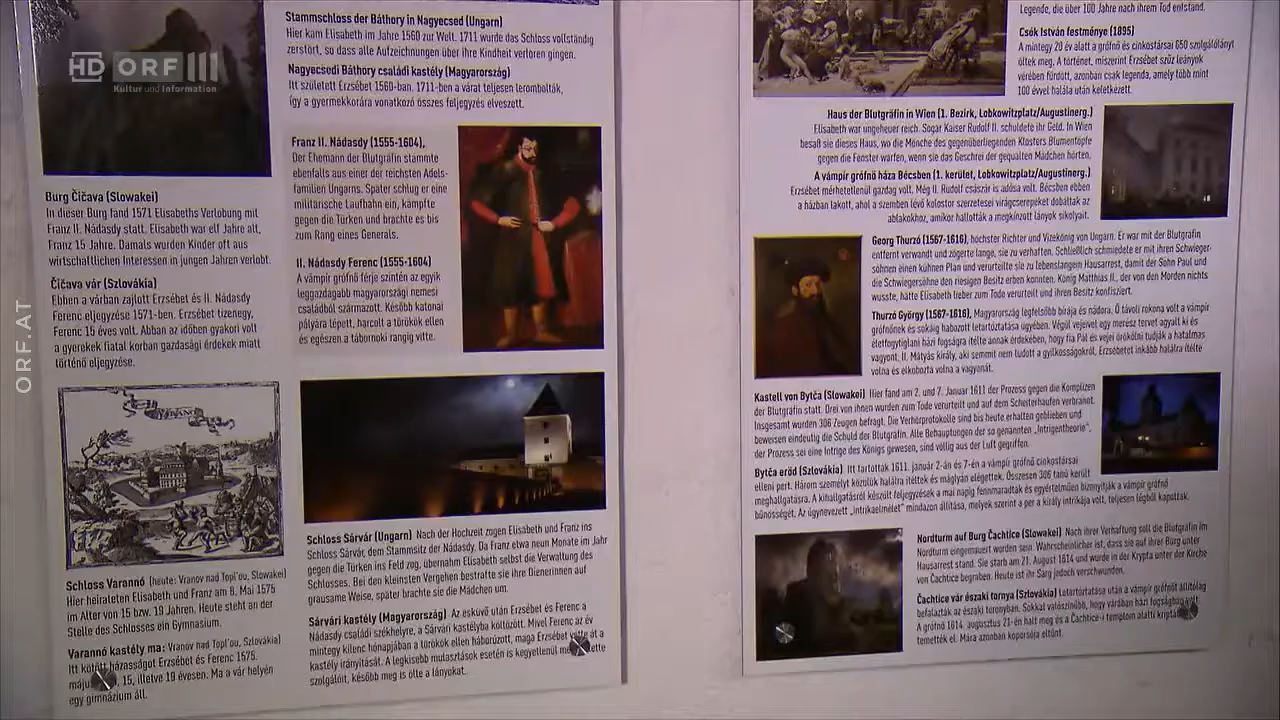 HD ORF III
Kultur und Information
ORF.AT
Burg Čičava (Slowakei)
In dieser Burg fand 1571 Elisabeths Verlobung mit
Franz II. Nádasdy statt. Elisabeth war elf Jahre alt,
Franz 15 Jahre. Damals wurden Kinder oft aus
wirtschaftlichen Interessen in jungen Jahren verlobt.
Čičava vár (Szlovákia)
Ebben a várban zajlott Erzsébet és II. Nádasdy
Ferenc eljegyzése 1571-ben. Erzsébet tizenegy,
Ferenc 15 éves volt. Abban az időben gyakori volt
a gyerekek fiatal korban gazdasági érdekek miatt
történő eljegyzése.
Schloss Varannó (heute: Vranov nad Topľou, Slowakei)
Hier heirateten Elisabeth und Franz am 8. Mai 1575
im Alter von 15 bzw. 19 Jahren. Heute steht an der
Stelle des Schlosses ein Gymnasium.
Varannó kastély ma: Vranov nad Topľou, Szlovákia)
Itt kötött házasságot Erzsébet és Ferenc 1575.
15, illetve 19 évesen. Ma a vár helyén
egy gimnázium áll.
Stammschloss der Báthory in Nagyecsed (Ungarn)
Hier kam Elisabeth im Jahre 1560 zur Welt. 1711 wurde das Schloss vollständig
zerstört, so dass alle Aufzeichnungen über ihre Kindheit verloren gingen.
Nagyecsedi Báthory családi kastély (Magyarország)
Itt született Erzsébet 1560-ban. 1711-ben a várat teljesen lerombolták,
így a gyermekkorára vonatkozó összes feljegyzés elveszett.
Franz II. Nádasdy (1555-1604),
Der Ehemann der Blutgräfin stammte
ebenfalls aus einer der reichsten Adels-
familien Ungarns. Später schlug er eine
militärische Laufbahn ein, kämpfte
gegen die Türken und brachte es bis
zum Rang eines Generals.
II. Nádasdy Ferenc (1555-1604)
A vámpír grófnő férje szintén az egyik
leggazdagabb magyarországi nemesi
családból származott. Később katonai
pályára lépett, harcolt a törökök ellen
és egészen a tábornoki rangig vitte.
Schloss Sárvár (Ungarn) Nach der Hochzeit zogen Elisabeth und Franz ins
Schloss Sárvár, dem Stammsitz der Nádasdy. Da Franz etwa neun Monate im Jahr
gegen die Türken ins Feld zog, übernahm Elisabeth selbst die Verwaltung des
Schlosses. Bei den kleinsten Vergehen bestrafte sie ihre Dienerinnen auf
grausame Weise, später brachte sie die Mädchen um.
Sárvári kastély (Magyarország) Az esküvő után Erzsébet és Ferenc a
Nádasdy családi székhelyre, a Sárvári kastélyba költözött. Mivel Ferenc az év
mintegy kilenc hónapjában a törökök ellen háborúzott, maga Erzsébet vette át a
kastély irányítását. A legkisebb mulasztások esetén is kegyetlenül
szolgálóit, később meg is ölte a lányokat.
Legende, die über 100 Jahre nach ihrem Tod entstand.
Csók István festménye (1895)
A mintegy 20 év alatt a grófnő és cinkostársai 650 szolgálólányt
öltek meg. A történet, miszerint Erzsébet szűz leányok
vérében fürdött, azonban csak legenda, amely több mint
100 évvel halála után keletkezett.
Haus der Blutgräfin in Wien (1. Bezirk, Lobkowitzplatz/Augustinerg.)
Elisabeth war ungeheuer reich. Sogar Kaiser Rudolf II. schuldete ihr Geld. In Wien
besaß sie dieses Haus, wo die Mönche des gegenüberliegenden Klosters Blumentöpfe
gegen die Fenster warfen, wenn sie das Geschrei der gequälten Mädchen hörten.
A vámpír grófnő háza Bécsben (1. kerület, Lobkowitzplatz/Augustinerg.)
Erzsébet mérhetetlenül gazdag volt. Még II. Rudolf császár is adósa volt. Bécsben ebben
a házban lakott, ahol a szemben lévő kolostor szerzetesei virágcserepeket dobáltak az
ablakokhoz, amikor hallották a megkínzott lányok sikolyait.
Georg Thurzó (1567-1616), höchster Richter und Vizekönig von Ungarn. Er war mit der Blutgräfin
entfernt verwandt und zögerte lange, sie zu verhaften. Schließlich schmiedete er mit ihren Schwieger-
söhnen einen kühnen Plan und verurteilte sie zu lebenslangem Hausarrest, damit der Sohn Paul und
die Schwiegersöhne den riesigen Besitz erben konnten. König Matthias II., der von den Morden nichts
wusste, hätte Elisabeth lieber zum Tode verurteilt und ihren Besitz konfisziert.
Thurzó György (1567-1616), Magyarország legfelsőbb bírája és nádora. Ő távoli rokona volt a vámpír
grófnőnek és sokáig habozott letartóztatása ügyében. Végül vejeivel egy merész tervet agyalt ki és
életfogytiglani házi fogságra ítélte annak érdekében, hogy fia Pál és vejei örökölni tudják a hatalmas
vagyont. II. Mátyás király, aki semmit nem tudott a gyilkosságokról, Erzsébetet inkább halálra ítélte
volna és elkobozta volna a vagyonát.
Kastell von Bytča (Slowakei) Hier fand am 2. und 7. Januar 1611 der Prozess gegen die Komplizen
der Blutgräfin statt. Drei von ihnen wurden zum Tode verurteilt und auf dem Scheiterhaufen verbrannt.
Insgesamt wurden 306 Zeugen befragt. Die Verhörprotokolle sind bis heute erhalten geblieben und
beweisen eindeutig die Schuld der Blutgräfin. Alle Behauptungen der so genannten „Intrigentheorie“,
der Prozess sei eine Intrige des Königs gewesen, sind völlig aus der Luft gegriffen.
Bytča erőd (Szlovákia) Itt tartották 1611. január 2-án és 7-én a vámpír grófnő cinkostársai
elleni pert. Három személyt közülük halálra ítéltek és máglyán elégettek. Összesen 306 tanú került
meghallgatásra. A kihallgatásról készült feljegyzések a mai napig fennmaradtak és egyértelműen bizonyítják a vámpír grófnő
bűnösségét. Az úgynevezett „intrikaelmélet“ mindazon állítása, melyek szerint a per a király intrikája volt, teljesen légből kapottak.
Nordturm auf Burg Čachtice (Slowakei) Nach ihrer Verhaftung soll die Blutgräfin im
Nordturm eingemauert worden sein. Wahrscheinlicher ist, dass sie auf ihrer Burg unter
Hausarrest stand. Sie starb am 21. August 1614 und wurde in der Krypta unter der Kirche
von Čachtice begraben. Heute ist ihr Sarg jedoch verschwunden.
Čachtice vár északi tornya (Szlovákia) Letartóztatása után a vámpír grófnőt állítólag
befalazták az északi toronyban. Sokkal valószínűbb, hogy várában házi fogságban volt.
A grófnő 1614. augusztus 21-én halt meg és a Čachtice-i templom alatti
temették el. Mára azonban koporsója eltűnt.